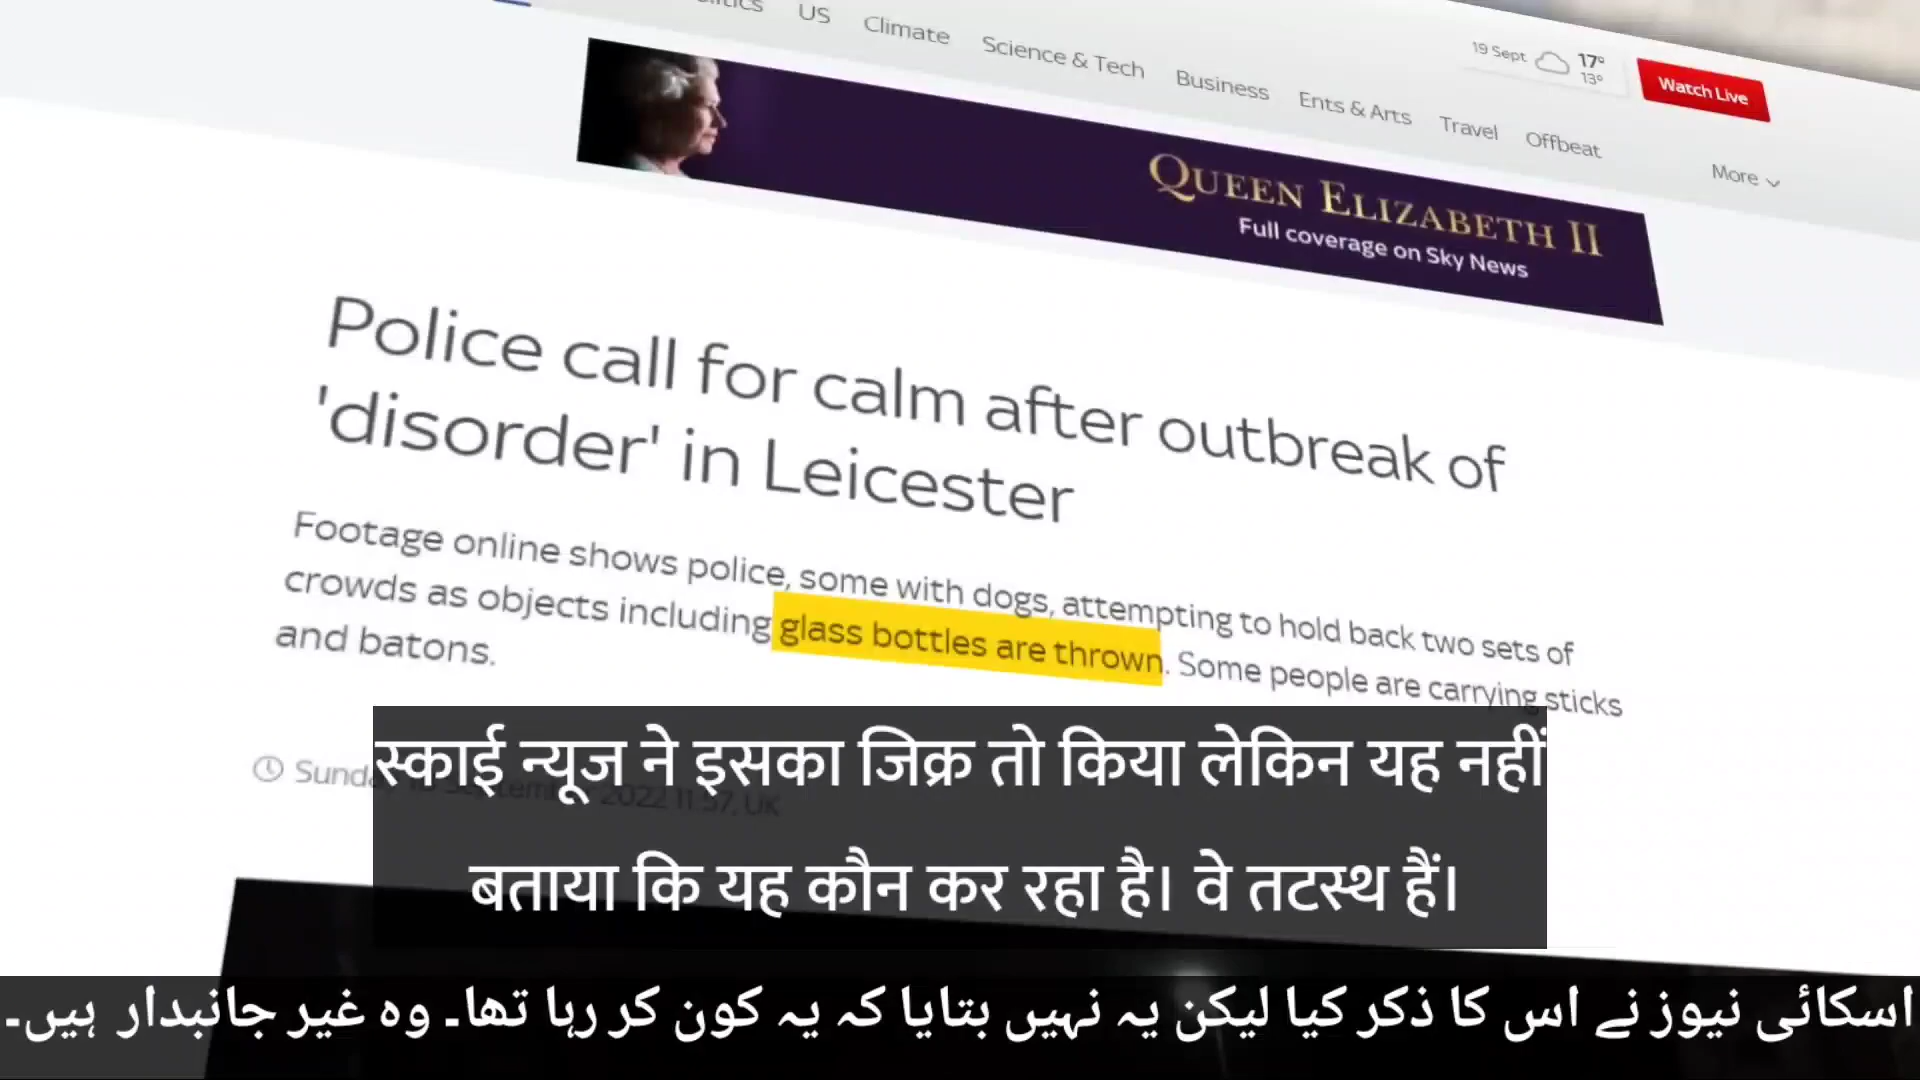 US
Climate
Science & Tech
Business
Ents & Arts
Travel
Offbeat
More
19 Sept
17°
13°
Watch Live
QUEEN ELIZABETH II
Full coverage on Sky News
Police call for calm after outbreak of
'disorder' in Leicester
Footage online shows police, some with dogs, attempting to hold back two sets of
crowds as objects including glass bottles are thrown. Some people are carrying sticks
and batons.
2022 11:57, UK
स्काई न्यूज ने इसका जिक्र तो किया लेकिन यह नहीं
बताया कि यह कौन कर रहा है। वे तटस्थ हैं।
اسکائی نیوز نے اس کا ذکر کیا لیکن یہ نہیں بتایا کہ یہ کون کر رہا تھا۔ وہ غیر جانبدار ہیں۔